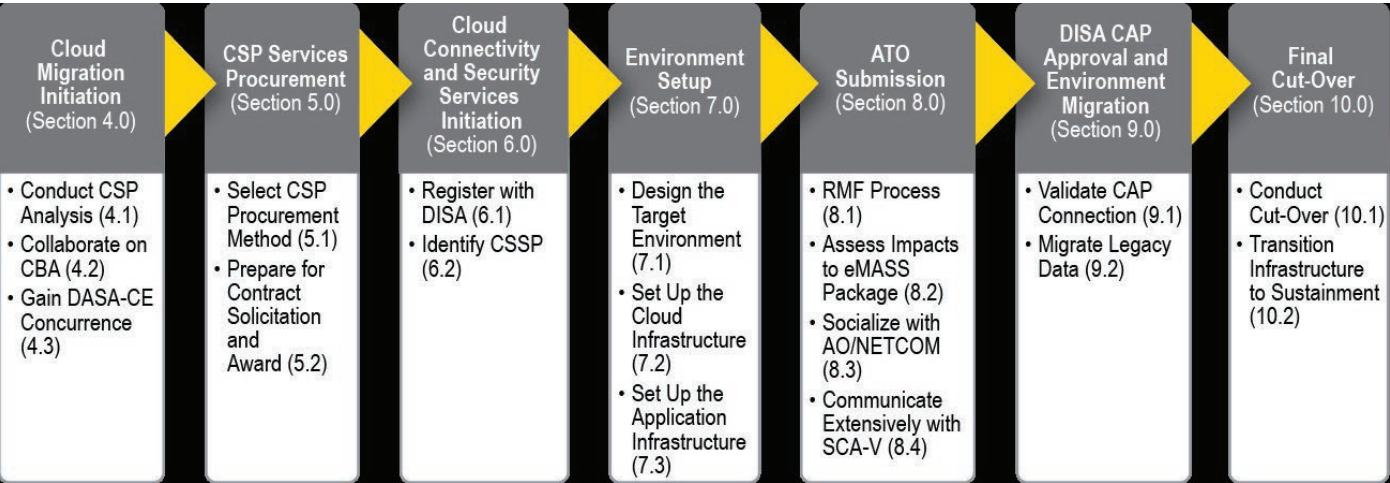 Cloud
Migration
Initiation
(Section 4.0)
• Conduct CSP
Analysis (4.1)
• Collaborate on
CBA (4.2)
• Gain DASA-CE
Concurrence
(4.3)
CSP Services
Procurement
(Section 5.0)
• Select CSP
Procurement
Method (5.1)
• Prepare for
Contract
Solicitation
and
Award (5.2)
Cloud
Connectivity
and Security
Services
Initiation
(Section 6.0)
• Register with
DISA (6.1)
• Identify CSSP
(6.2)
Environment
Setup
(Section 7.0)
• Design the
Target
Environment
(7.1)
• Set Up the
Cloud
Infrastructure
(7.2)
• Set Up the
Application
Infrastructure
(7.3)
ATO
Submission
(Section 8.0)
• RMF Process
(8.1)
• Assess Impacts
to eMASS
Package (8.2)
• Socialize with
AO/NETCOM
(8.3)
• Communicate
Extensively with
SCA-V (8.4)
DISA CAP
Approval and
Environment
Migration
(Section 9.0)
• Validate CAP
Connection (9.1)
• Migrate Legacy
Data (9.2)
Final
Cut-Over
(Section 10.0)
• Conduct
Cut-Over (10.1)
• Transition
Infrastructure
to Sustainment
(10.2)